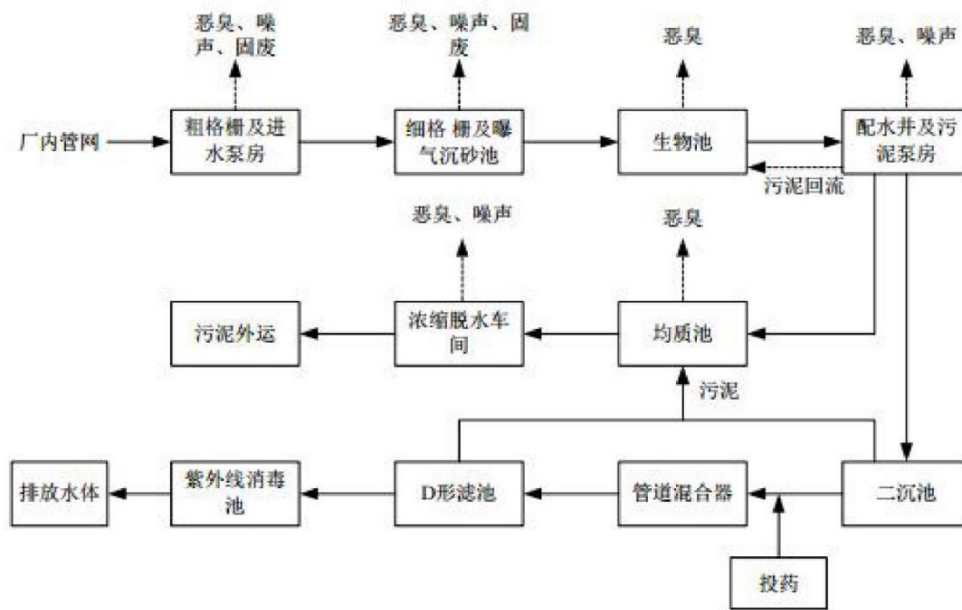 恶臭、噪
声、固废
恶臭、噪声、固
废
恶臭
恶臭、噪声
厂内管网
粗格栅及进
水泵房
细格 栅及曝
气沉砂池
生物池
配水井及污
泥泵房
污泥回流
恶臭、噪声
恶臭
污泥外运
浓缩脱水车
间
均质池
污泥
排放水体
紫外线消毒
池
D形滤池
管道混合器
二沉池
投药